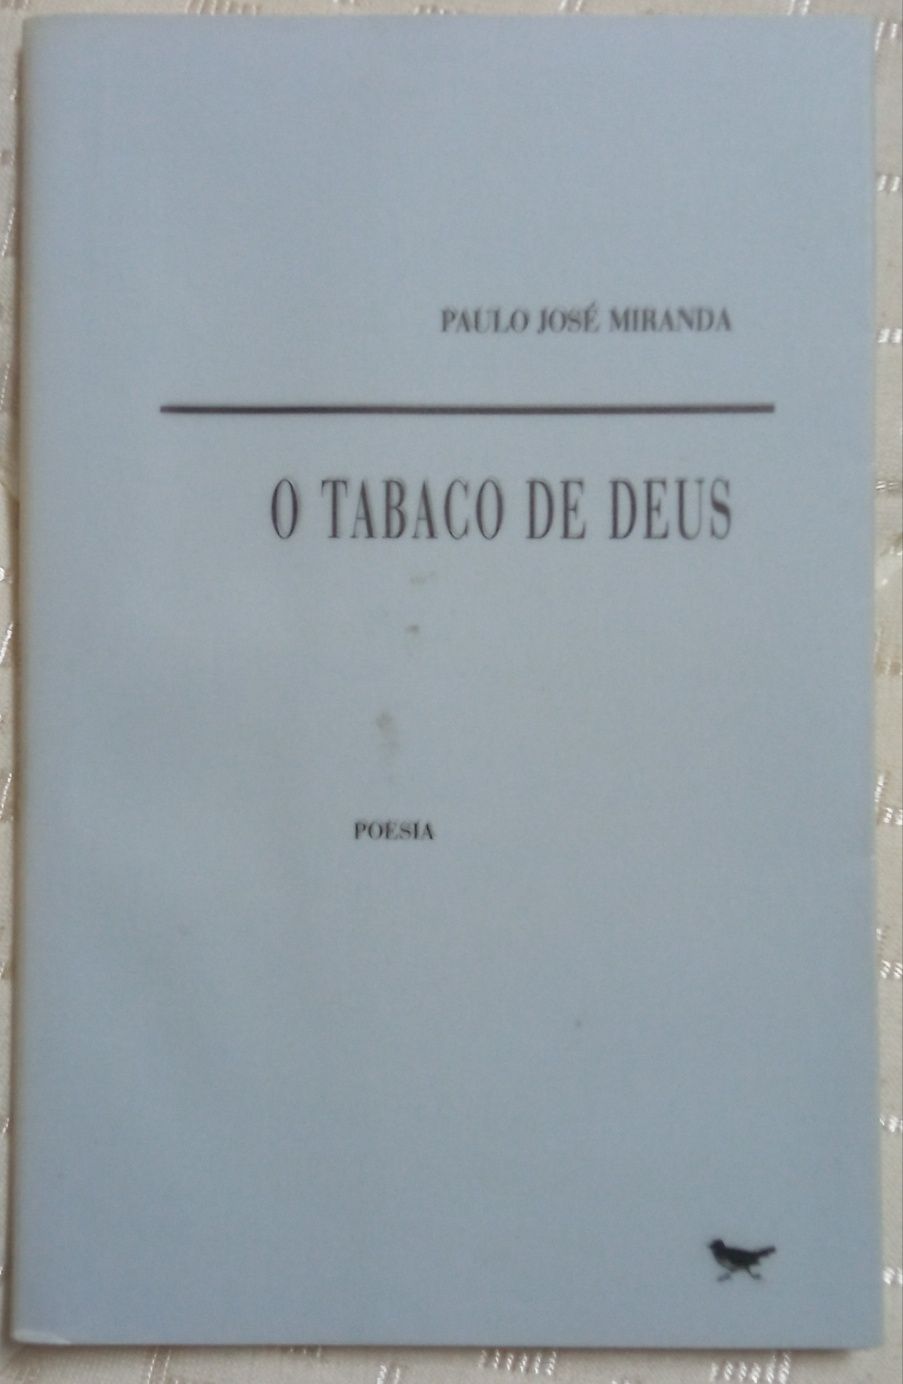 PAULO JOSÉ MIRANDA
O TABACO DE DEUS
POESIA